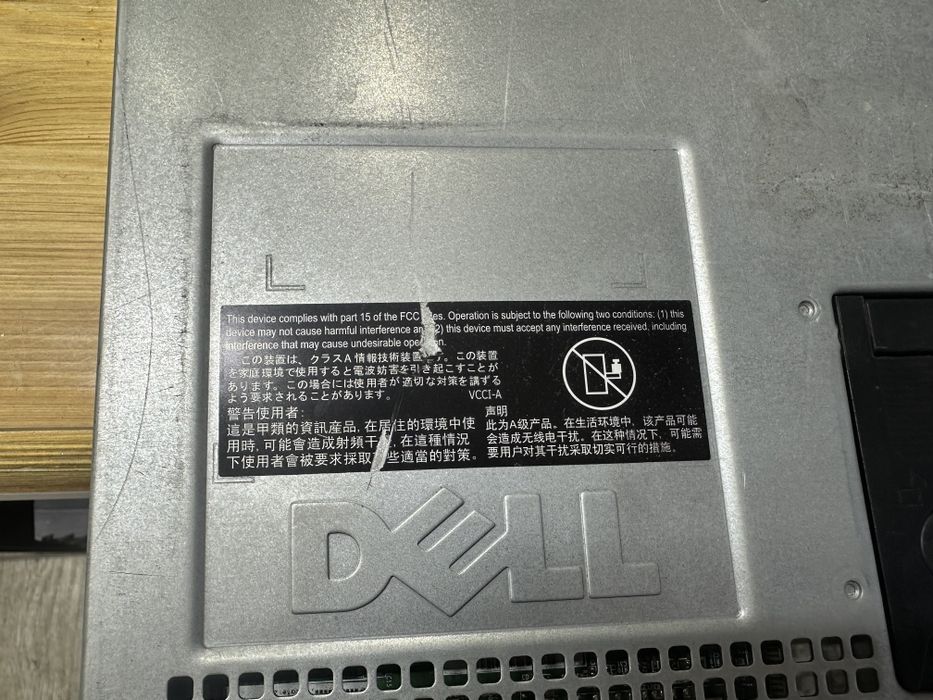 This device complies with part 15 of the FCC Operation is subject to the following two conditions: (1) this
device may not cause harmful interference 2) this device must accept any interference received, including
interference that may cause undesirable
この装置は、クラスA情報技術装置です。この装置
を家庭環境で使用すると電波妨害を引き起こすことが
あります。この場合には使用者が適切な対策を講ずる
よう要求されることがあります。 VCCI-A
警告使用者：
這是甲類的資訊産品，在居住的環境中使
用時，可能會造成射頻干 在這種情況
下使用者會被要求採取 些適當的對策。
声明
此为A级产品。在生活环境中，该产品可能
会造成无线电干扰。在这种情况下，可能需
要用户对其干扰采取切实可行的措施。
DELL